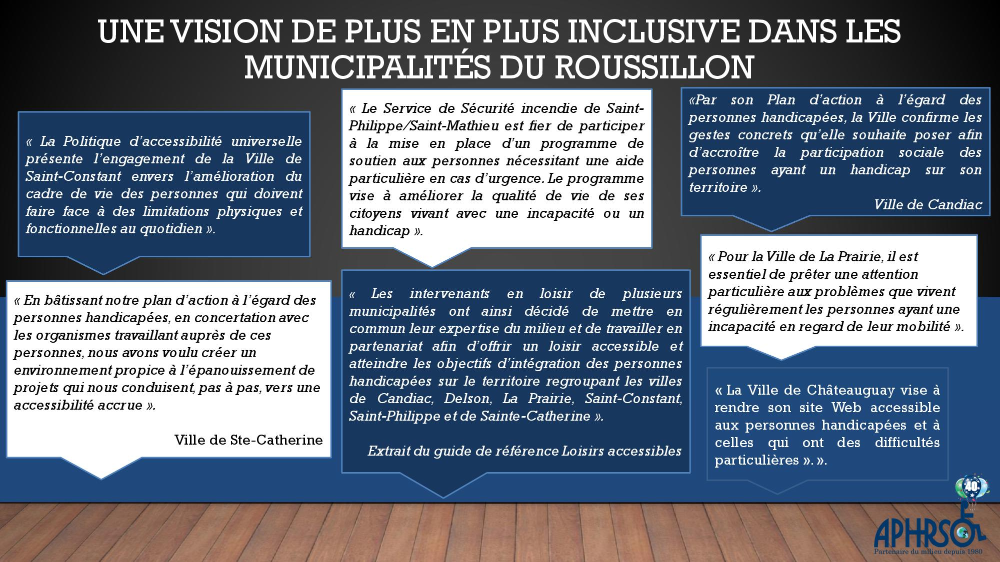 UNE VISION DE PLUS EN PLUS INCLUSIVE DANS LES
MUNICIPALITÉS DU ROUSSILLON
« La Politique d’accessibilité universelle
présente l’engagement de la Ville de
Saint-Constant envers l’amélioration du
cadre de vie des personnes qui doivent
faire face à des limitations physiques et
fonctionnelles au quotidien ».
« En bâtissant notre plan d’action à l’égard des
personnes handicapées, en concertation avec
les organismes travaillant auprès de ces
personnes, nous avons voulu créer un
environnement propice à l’épanouissement de
projets qui nous conduisent, pas à pas, vers une
accessibilité accrue ».
Ville de Ste-Catherine
« Le Service de Sécurité incendie de Saint-
Philippe/Saint-Mathieu est fier de participer
à la mise en place d’un programme de
soutien aux personnes nécessitant une aide
particulière en cas d’urgence. Le programme
vise à améliorer la qualité de vie de ses
citoyens vivant avec une incapacité ou un
handicap ».
« Les intervenants en loisir de plusieurs
municipalités ont ainsi décidé de mettre en
commun leur expertise du milieu et de travailler en
partenariat afin d’offrir un loisir accessible et
atteindre les objectifs d’intégration des personnes
handicapées sur le territoire regroupant les villes
de Candiac, Delson, La Prairie, Saint-Constant,
Saint-Philippe et de Sainte-Catherine ».
Extrait du guide de référence Loisirs accessibles
«Par son Plan d’action à l’égard des
personnes handicapées, la Ville confirme les
gestes concrets qu’elle souhaite poser afin
d’accroître la participation sociale des
personnes ayant un handicap sur son
territoire ».
Ville de Candiac
« Pour la Ville de La Prairie, il est
essentiel de prêter une attention
particulière aux problèmes que vivent
régulièrement les personnes ayant une
incapacité en regard de leur mobilité ».
« La Ville de Châteauguay vise à
rendre son site Web accessible
aux personnes handicapées et à
celles qui ont des difficultés
particulières ». ».
40
APHRSO
Partenaire du milieu depuis 1980